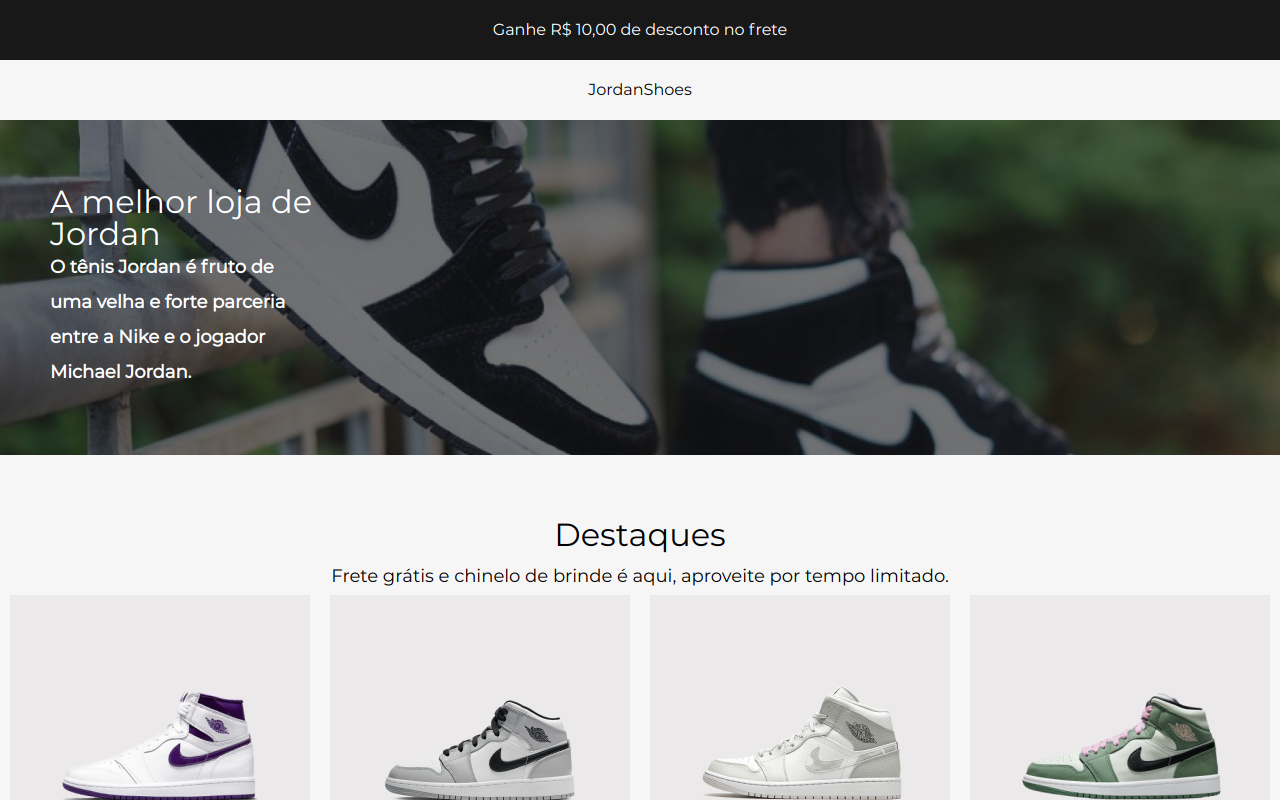 Ganhe R$ 10,00 de desconto no frete
JordanShoes
A melhor loja de
Jordan
O tênis Jordan é fruto de
uma velha e forte parceria
entre a Nike e o jogador
Michael Jordan.
Destaques
Frete grátis e chinelo de brinde é aqui, aproveite por tempo limitado.